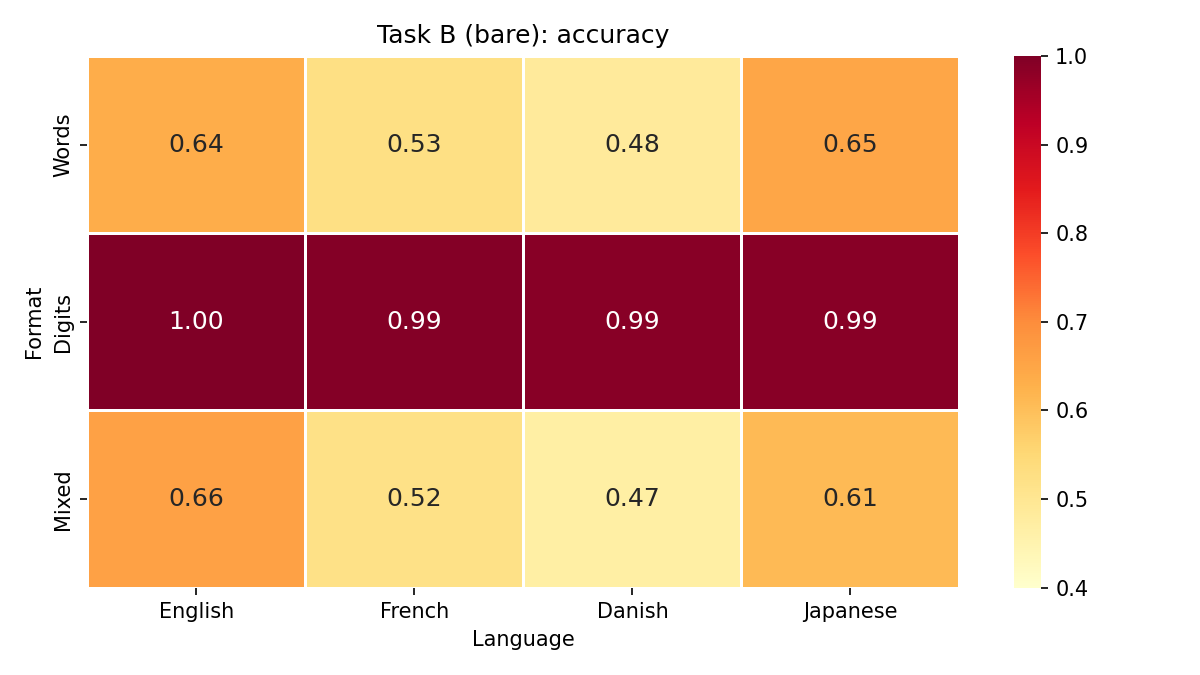 Task B (bare): accuracy
Format
Words
0.64 0.53 0.48 0.65
Digits
1.00 0.99 0.99 0.99
Mixed
0.66 0.52 0.47 0.61
English French Danish Japanese
Language
1.0
0.9
0.8
0.7
0.6
0.5
0.4